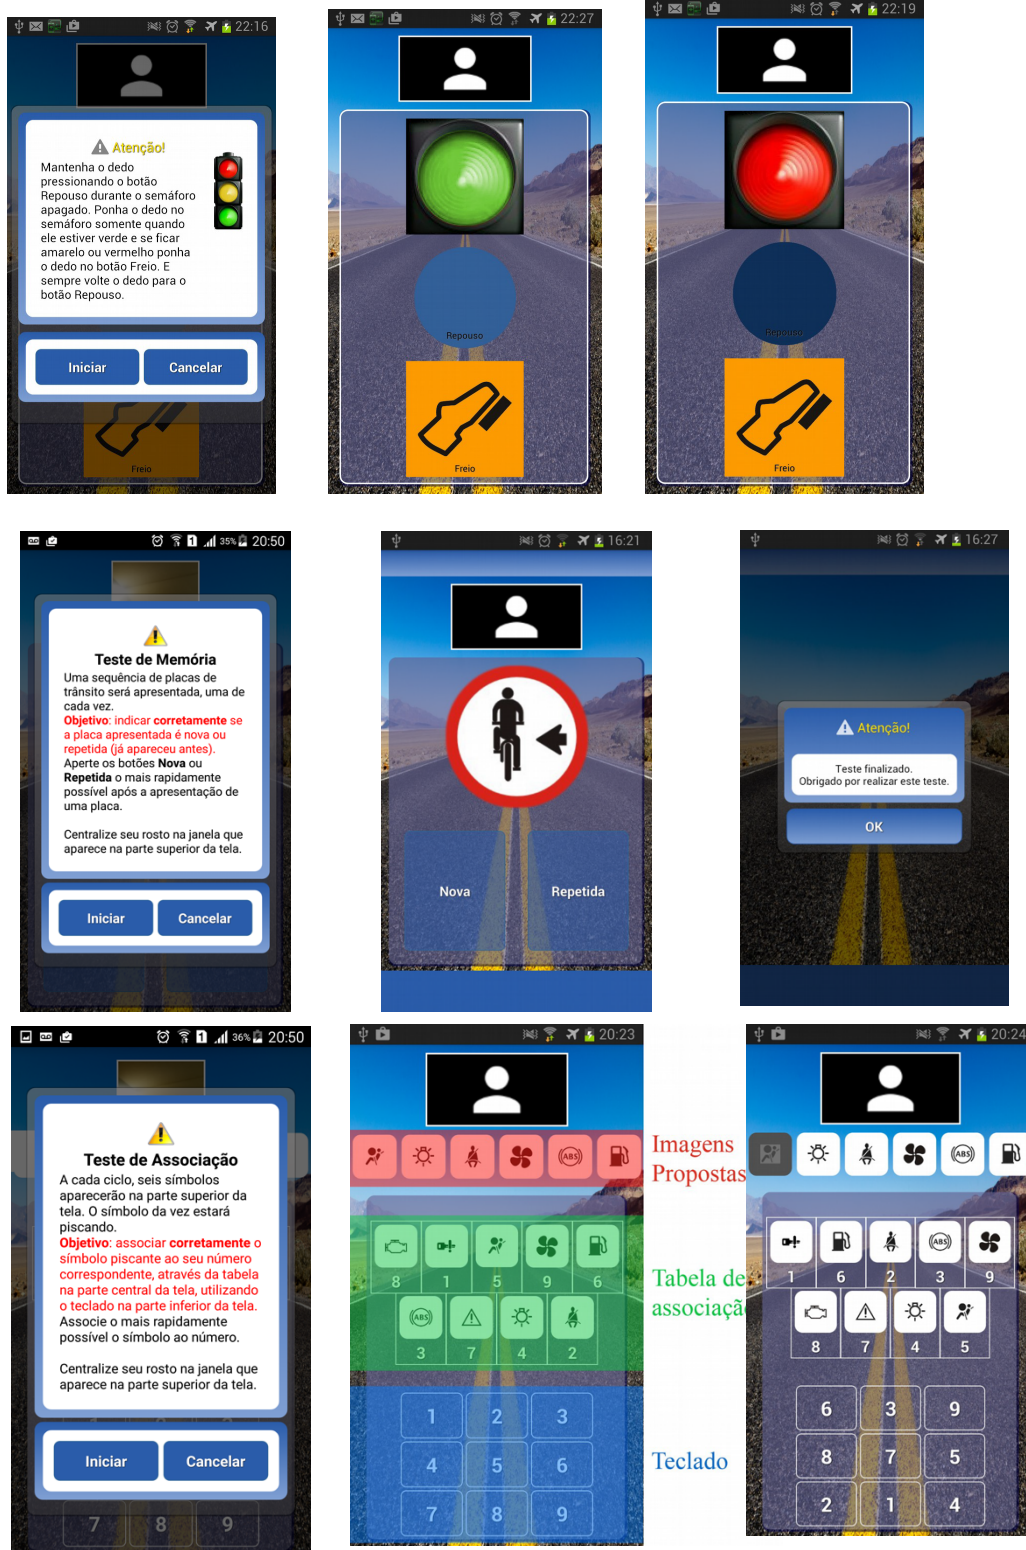 22:16
Atenção!
Mantenha o dedo
pressionando o botão
Repouso durante o semáforo
apagado. Ponha o dedo no
semáforo somente quando
ele estiver verde e se ficar
amarelo ou vermelho ponha
o dedo no botão Freio. E
sempre volte o dedo para o
botão Repouso.
Iniciar
Cancelar
Freio
22:27
Repouso
Freio
22:19
Repouso
Freio
1
35%
20:50
Teste de Memória
Uma sequência de placas de
trânsito será apresentada, uma de
cada vez.
Objetivo: indicar corretamente se
a placa apresentada é nova ou
repetida (já apareceu antes).
Aperte os botões Nova ou
Repetida o mais rapidamente
possível após a apresentação de
uma placa.
Centralize seu rosto na janela que
aparece na parte superior da tela.
Iniciar
Cancelar
16:21
Nova
Repetida
16:27
Atenção!
Teste finalizado.
Obrigado por realizar este teste.
OK
1
36%
20:50
Teste de Associação
A cada ciclo, seis símbolos
aparecerão na parte superior da
tela. O símbolo da vez estará
piscando.
Objetivo: associar corretamente o
símbolo piscante ao seu número
correspondente, através da tabela
na parte central da tela, utilizando
o teclado na parte inferior da tela.
Associe o mais rapidamente
possível o símbolo ao número.
Centralize seu rosto na janela que
aparece na parte superior da tela.
Iniciar
Cancelar
7 8 9
20:23
ABS
8 1 5 9 6
ABS
3 7 4 2
1 2 3
4 5 6
7 8 9
Imagens
Propostas
Tabela de
associação
Teclado
20:24
ABS
ABS
1 6 2 3 9
8 7 4 5
6 3 9
8 7 5
2 1 4